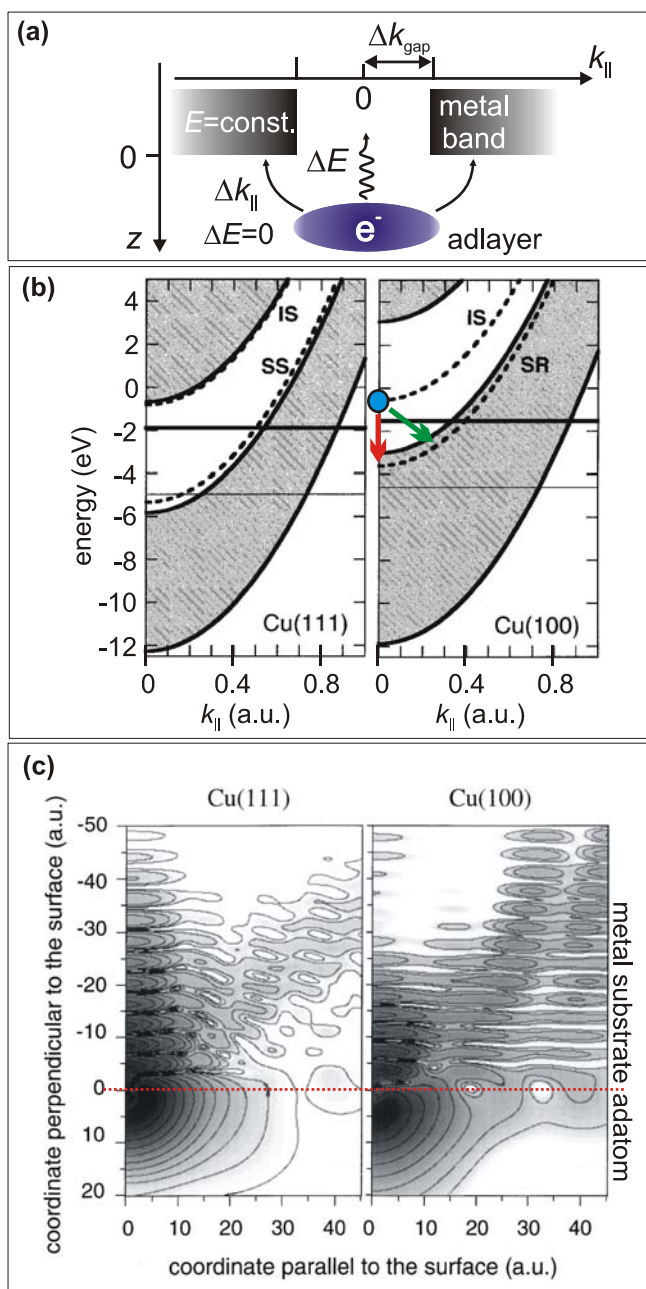 (a)
Δk_gap
k_||
0
E=const.
metal
band
0
ΔE
Δk_||
ΔE=0
e⁻
adlayer
z
(b)
energy (eV)
4
2
0
-2
-4
-6
-8
-10
-12
IS
SS
Cu(111)
0
0.4
0.8
k_|| (a.u.)
IS
SR
Cu(100)
0
0.4
0.8
k_|| (a.u.)
(c)
Cu(111)
Cu(100)
coordinate perpendicular to the surface (a.u.)
-50
-40
-30
-20
-10
0
10
20
metal substrate
adatom
0
10
20
30
40
0
10
20
30
40
coordinate parallel to the surface (a.u.)